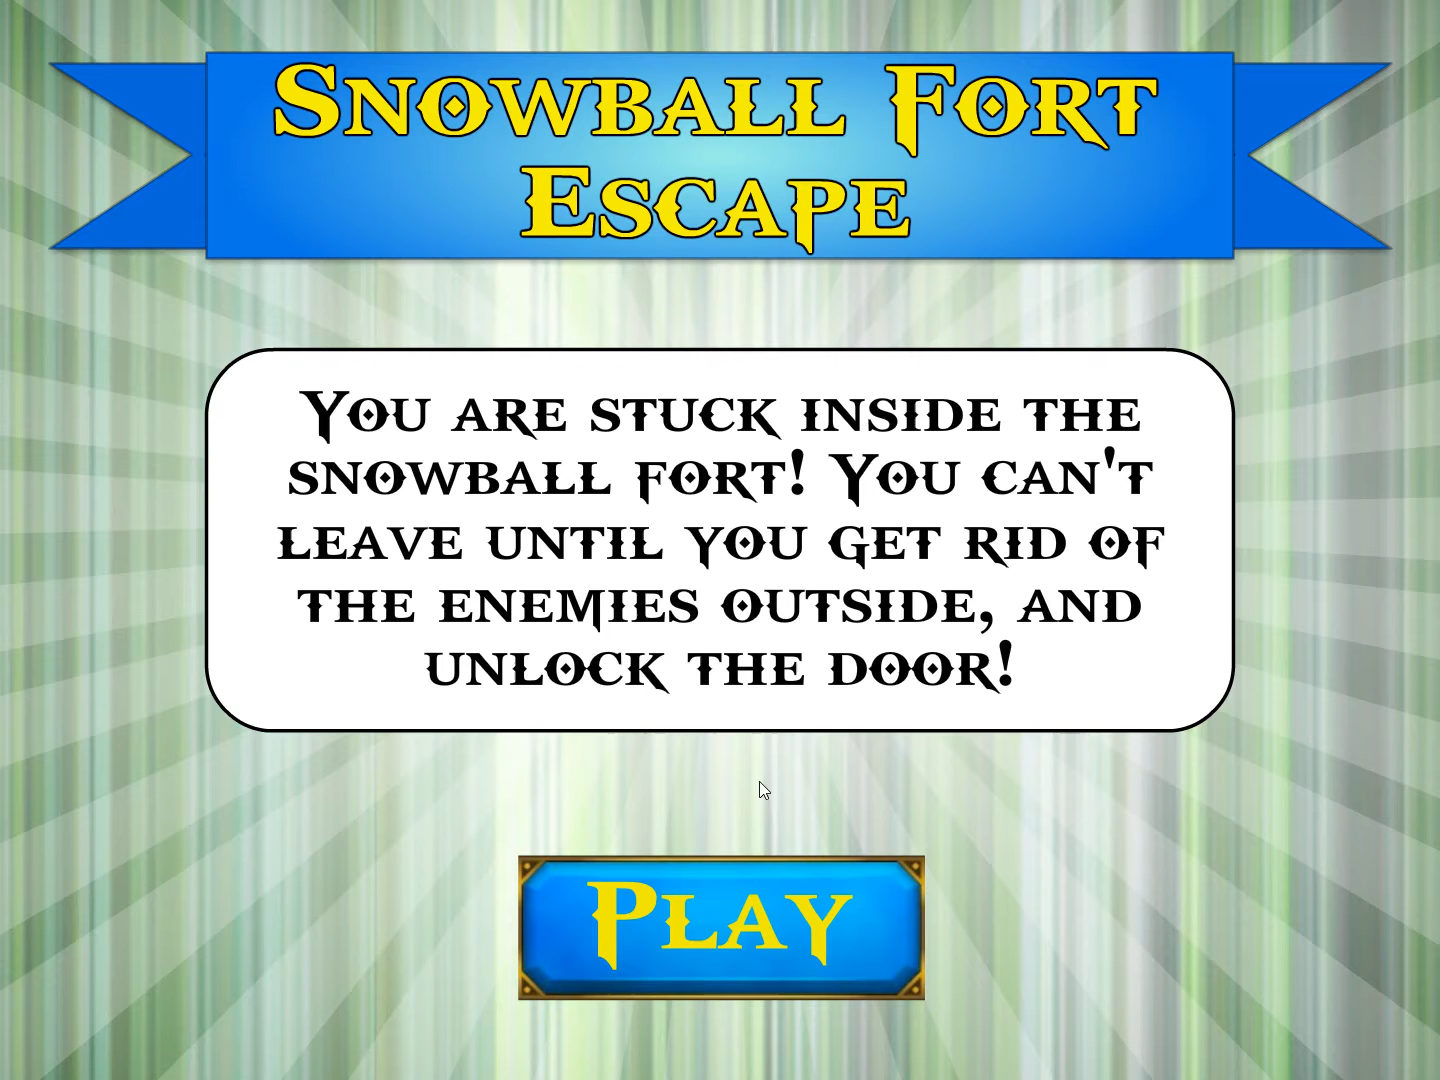 Snowball Fort
Escape
You are stuck inside the
snowball fort! You can't
leave until you get rid of
the enemies outside, and
unlock the door!
Play